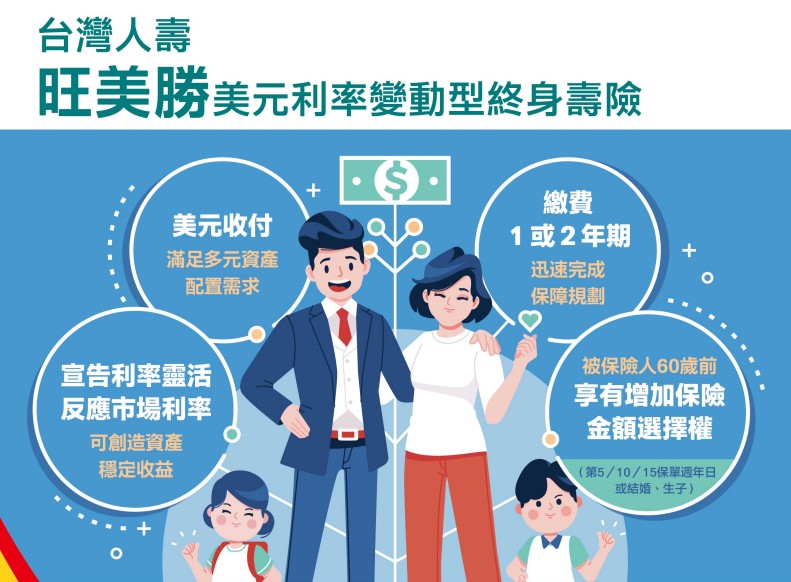 台灣人壽
旺美勝美元利率變動型終身壽險
$
美元收付
滿足多元資產
配置需求
繳費
1或2年期
迅速完成
保障規劃
宣告利率靈活
反應市場利率
可創造資產
穩定收益
被保險人60歲前
享有增加保險
金額選擇權
(第5/10/15保單週年日
或結婚、生子)